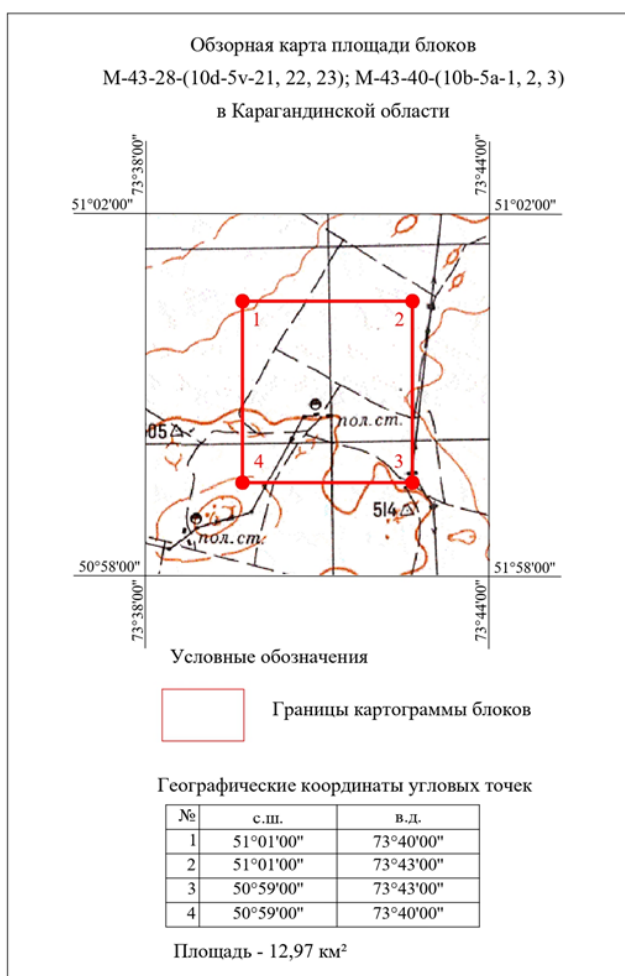 Обзорная карта площади блоков
М-43-28-(10d-5v-21, 22, 23); М-43-40-(10b-5a-1, 2, 3)
в Карагандинской области
73°38'00" 73°44'00"
51°02'00" 51°02'00"
1 2
пол.ст.
05
4 3
514
пол.ст.
50°58'00" 51°58'00"
73°38'00" 73°44'00"
Условные обозначения
Границы картограммы блоков
Географические координаты угловых точек
№ с.ш. в.д.
1 51°01'00" 73°40'00"
2 51°01'00" 73°43'00"
3 50°59'00" 73°43'00"
4 50°59'00" 73°40'00"
Площадь - 12,97 км²